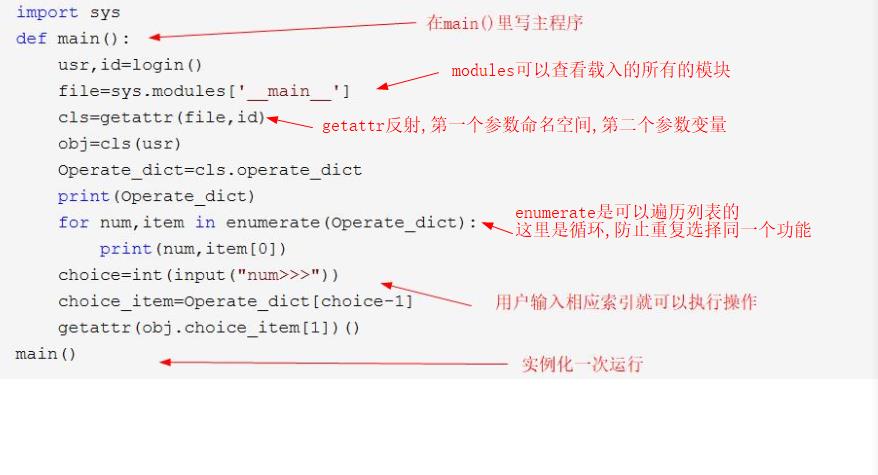 import sys
def main():
在main()里写主程序
usr,id=login()
modules可以查看载入的所有的模块
file=sys.modules['__main__']
cls=getattr(file,id)
getattr反射,第一个参数命名空间,第二个参数变量
obj=cls(usr)
Operate_dict=cls.operate_dict
print(Operate_dict)
for num,item in enumerate(Operate_dict):
enumerate是可以遍历列表的
这里是循环,防止重复选择同一个功能
print(num,item[0])
choice=int(input("num>>>"))
choice_item=Operate_dict[choice-1]
用户输入相应索引就可以执行操作
getattr(obj.choice_item[1])()
main()
实例化一次运行